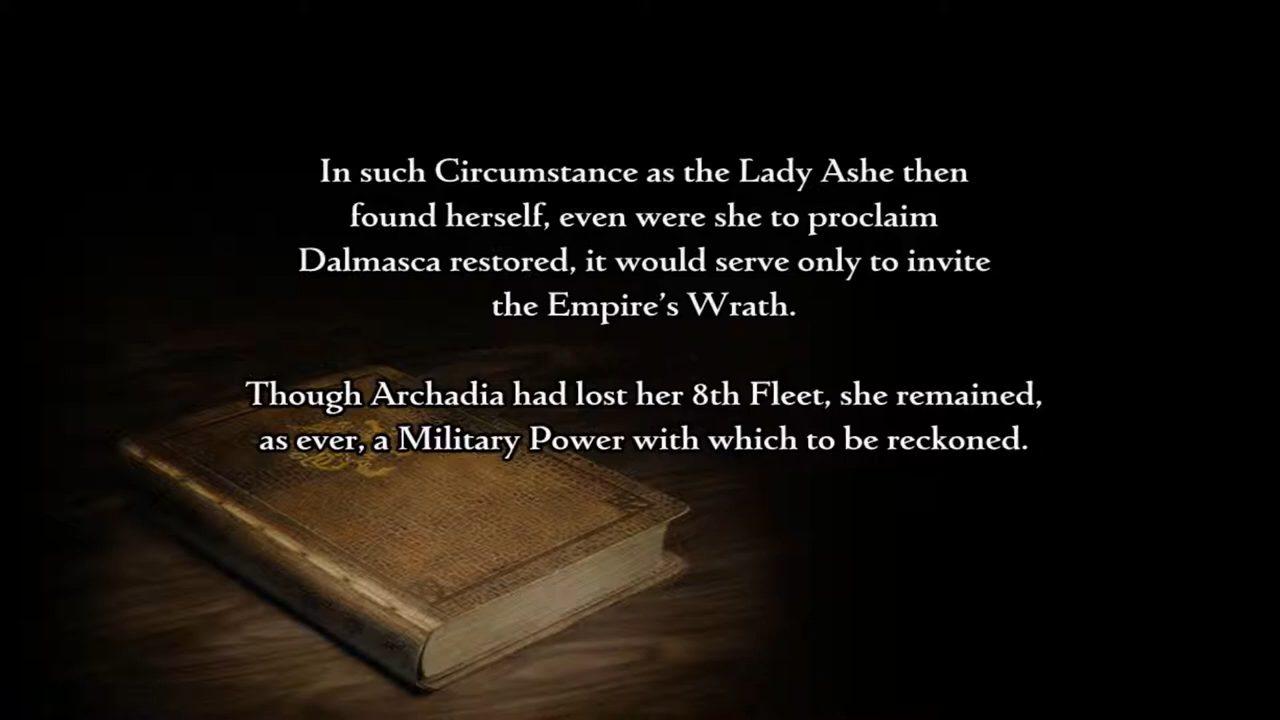 In such Circumstance as the Lady Ashe then
found herself, even were she to proclaim
Dalmasca restored, it would serve only to invite
the Empire's Wrath.
Though Archadia had lost her 8th Fleet, she remained,
as ever, a Military Power with which to be reckoned.